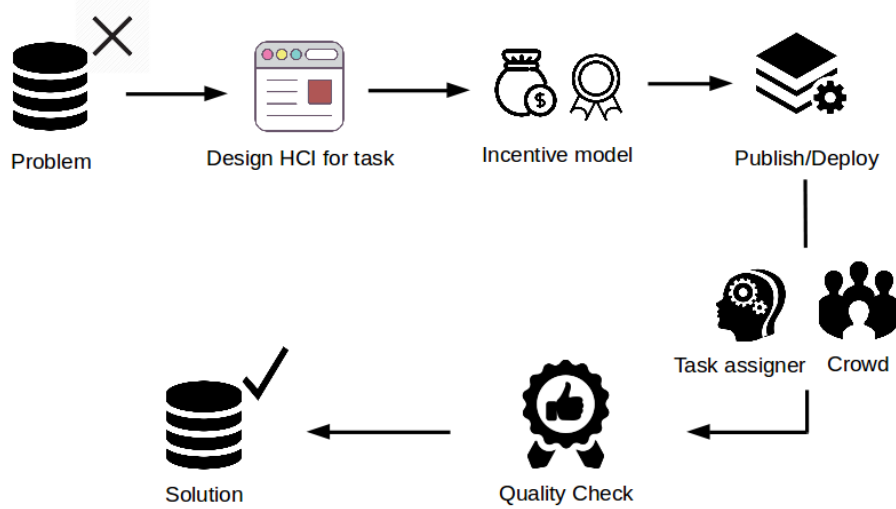 Problem
Design HCI for task
Incentive model
Publish/Deploy
$
Task assigner
Crowd
Quality Check
Solution